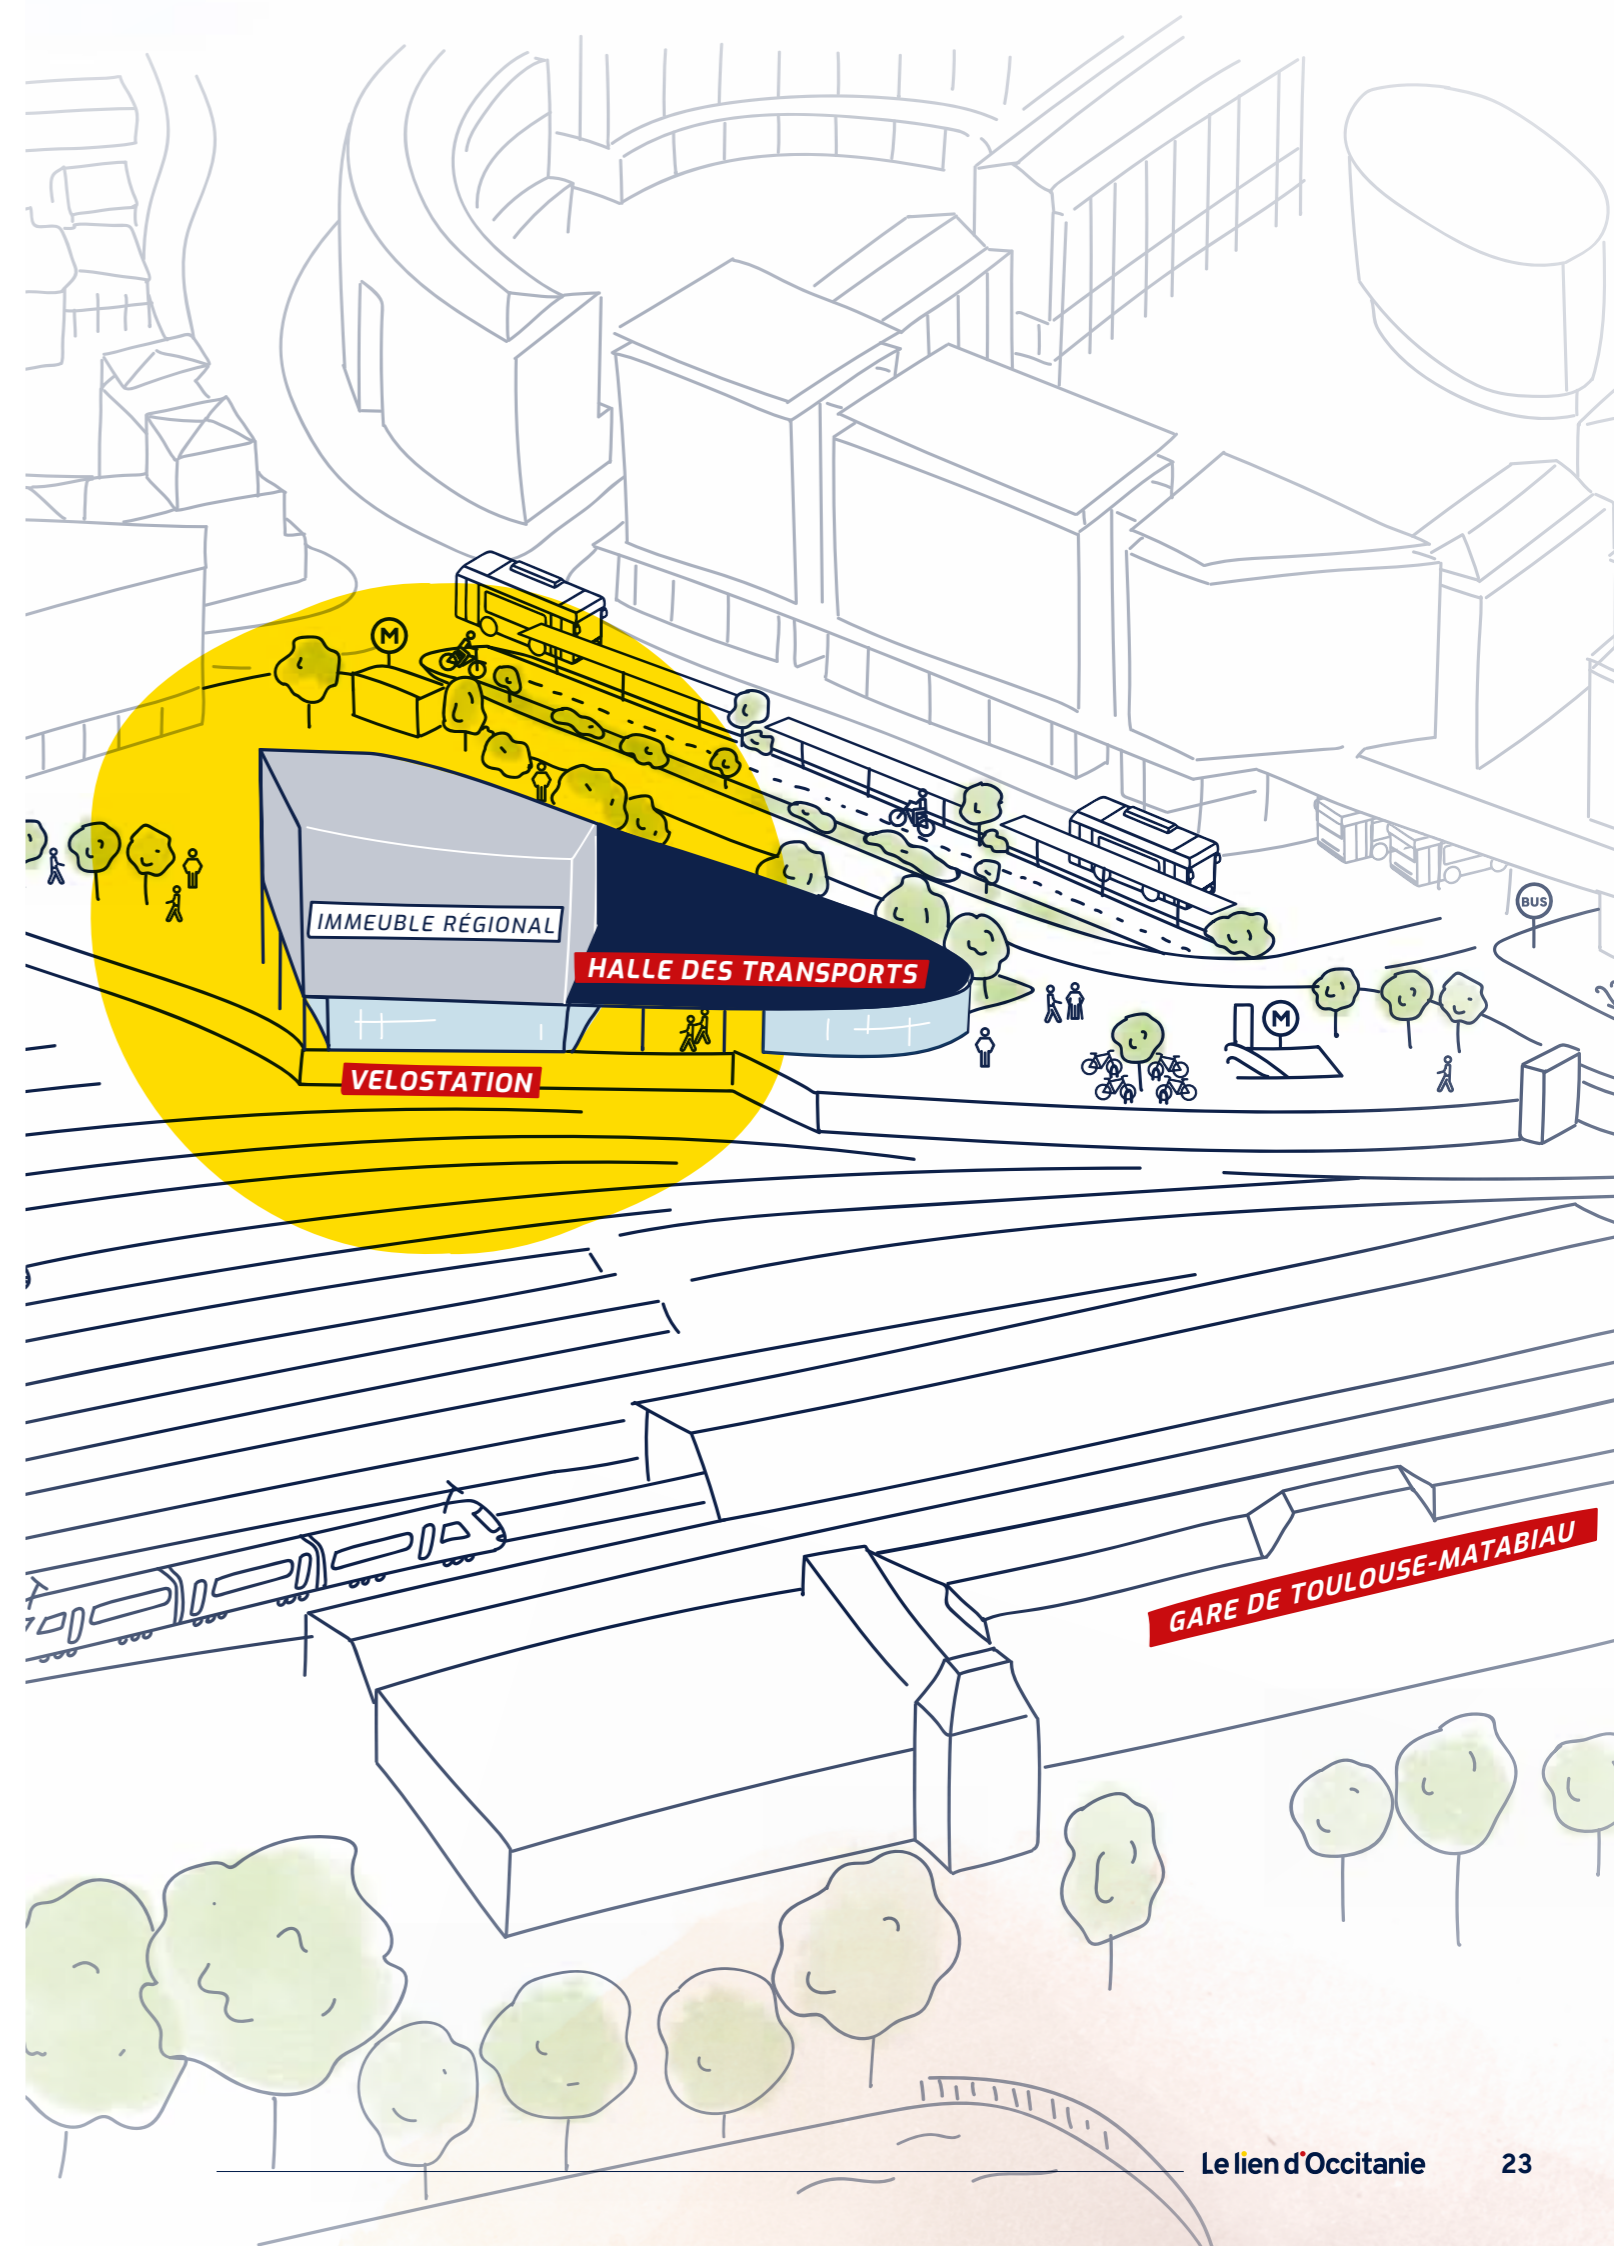 M
BUS
IMMEUBLE RÉGIONAL
HALLE DES TRANSPORTS
M
VELOSTATION
GARE DE TOULOUSE-MATABIAU
Le lien d'Occitanie
23